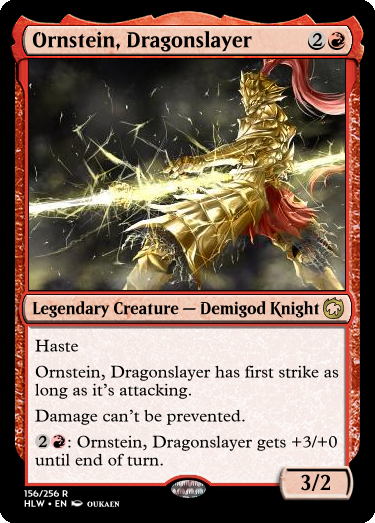 Ornstein, Dragonslayer 2
Legendary Creature — Demigod Knight
Haste
Ornstein, Dragonslayer has first strike as
long as it's attacking.
Damage can't be prevented.
2: Ornstein, Dragonslayer gets +3/+0
until end of turn.
3/2
156/256 R
HLW • EN OUKAEN